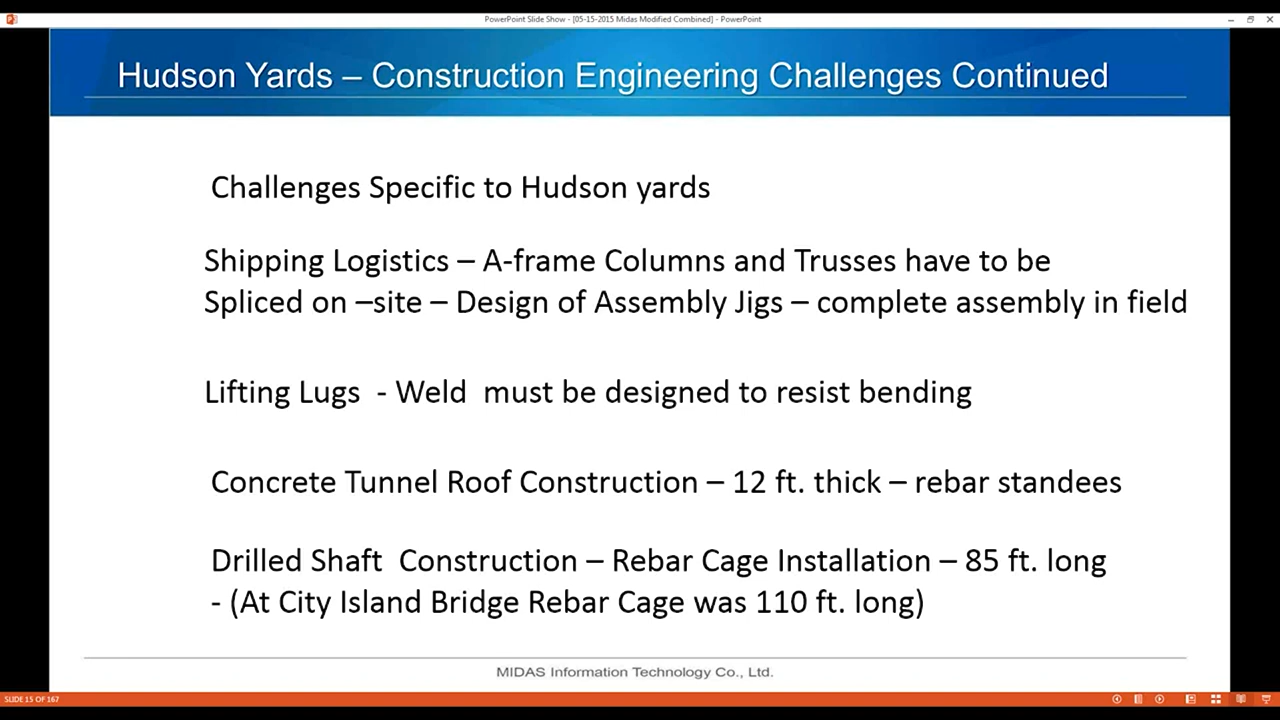 PowerPoint Slide Show - [05-15-2015 Midas Modified Combined] - PowerPoint
Hudson Yards – Construction Engineering Challenges Continued
Challenges Specific to Hudson yards
Shipping Logistics – A-frame Columns and Trusses have to be
Spliced on –site – Design of Assembly Jigs – complete assembly in field
Lifting Lugs - Weld must be designed to resist bending
Concrete Tunnel Roof Construction – 12 ft. thick – rebar standees
Drilled Shaft Construction – Rebar Cage Installation – 85 ft. long
- (At City Island Bridge Rebar Cage was 110 ft. long)
MIDAS Information Technology Co., Ltd.
SLIDE 15 OF 167